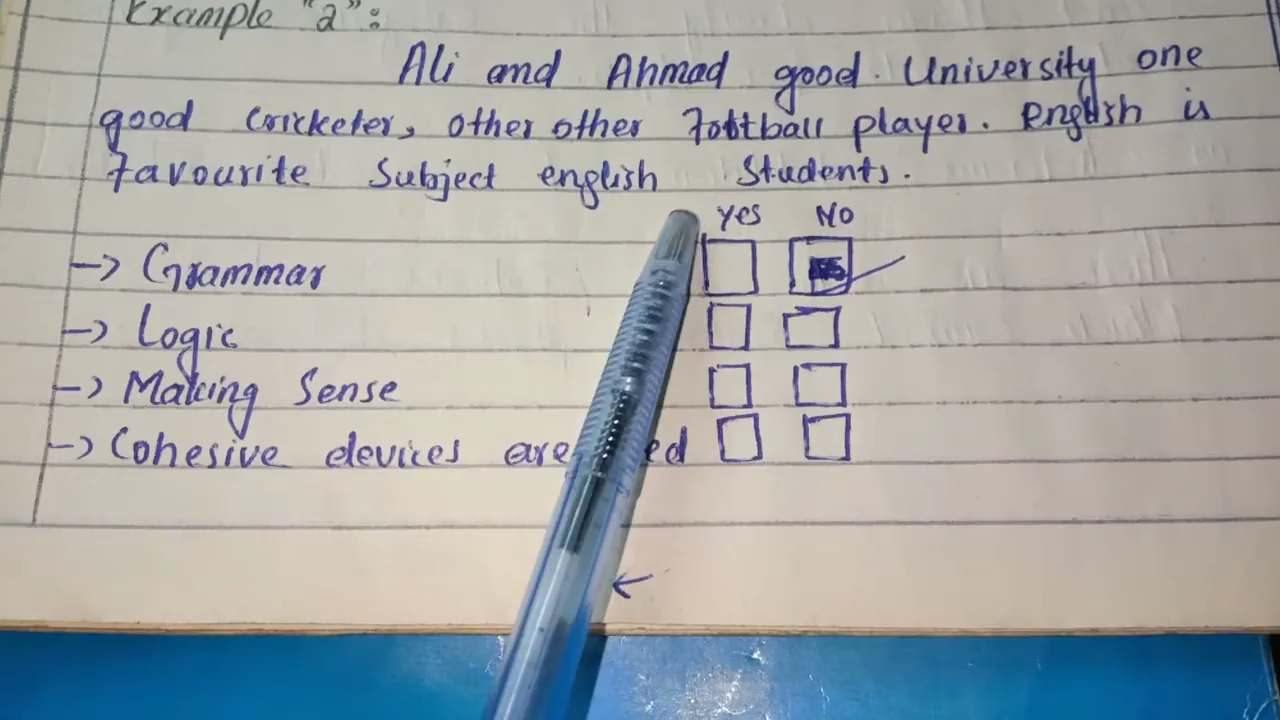 Example "2":
Ali and Ahmad good. University one
good cricketer, other other football player. English is
favourite Subject english Students.
Yes No
-> Grammar
-> Logic
-> Making Sense
-> Cohesive devices are ed